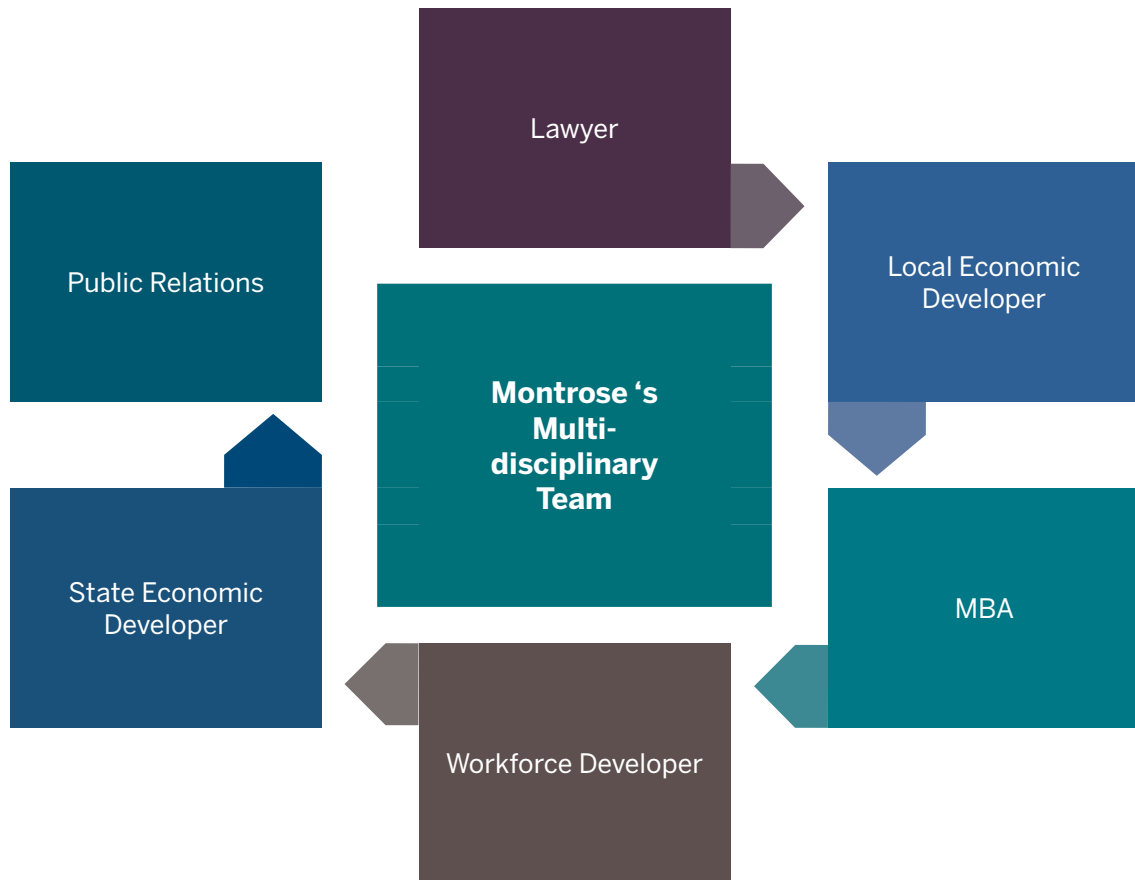 Lawyer
Public Relations
Local Economic
Developer
Montrose ‘s
Multi-
disciplinary
Team
State Economic
Developer
MBA
Workforce Developer